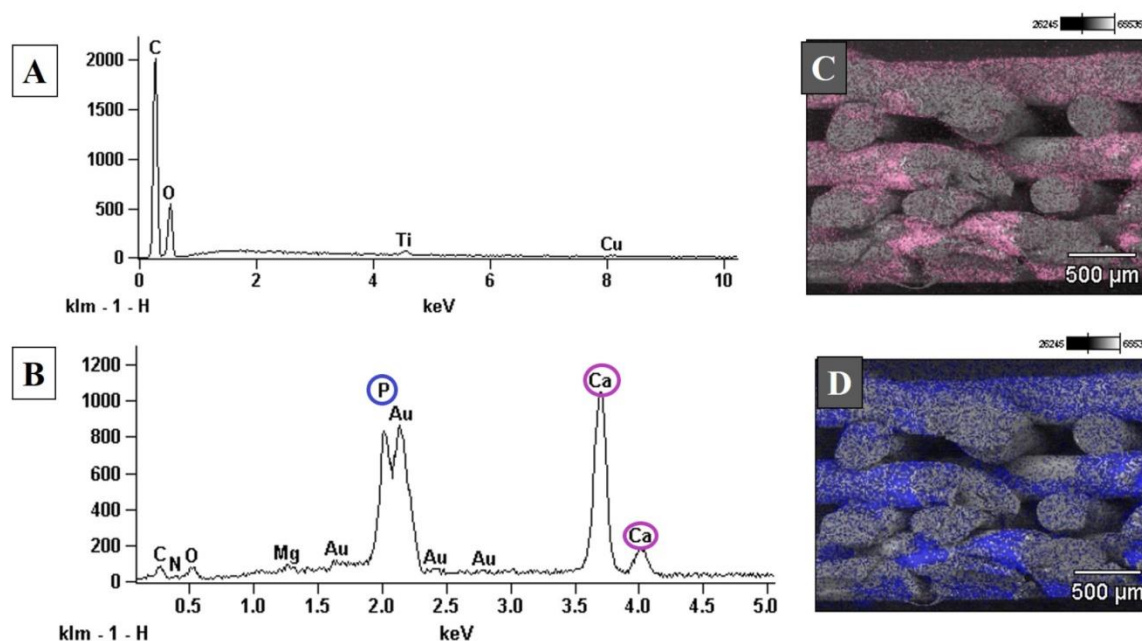 A
2000
1500
1000
500
0
C
O
Ti
Cu
0 2 4 6 8 10
klm - 1 - H keV
B
1200
1000
800
600
400
200
0
P
Au
Ca
Ca
C N O Mg Au Au Au
0.5 1.0 1.5 2.0 2.5 3.0 3.5 4.0 4.5 5.0
klm - 1 - H keV
26245
C
500 µm
26245
D
500 µm